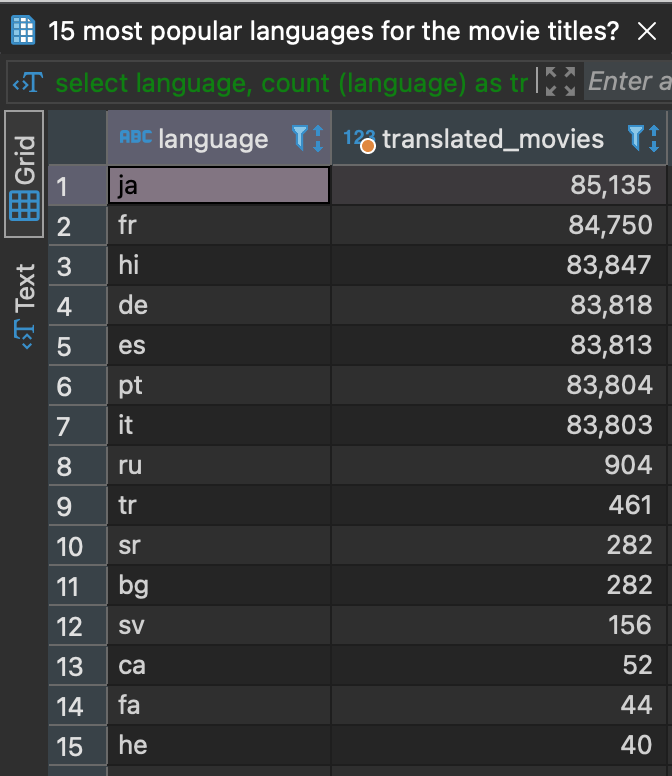 15 most popular languages for the movie titles?
select language, count (language) as tr
Enter a
Grid
Text
ABC language 123 translated_movies
1 ja 85,135
2 fr 84,750
3 hi 83,847
4 de 83,818
5 es 83,813
6 pt 83,804
7 it 83,803
8 ru 904
9 tr 461
10 sr 282
11 bg 282
12 sv 156
13 ca 52
14 fa 44
15 he 40